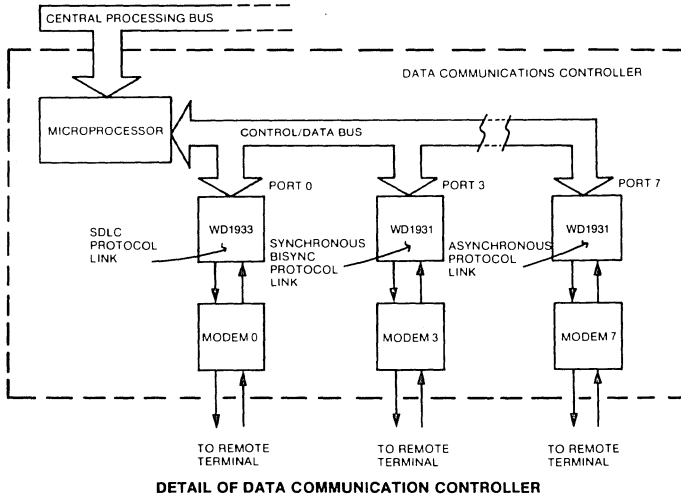 CENTRAL PROCESSING BUS
DATA COMMUNICATIONS CONTROLLER
MICROPROCESSOR
CONTROL/DATA BUS
PORT 0
PORT 3
PORT 7
WD1933
WD1931
WD1931
SDLC
PROTOCOL
LINK
SYNCHRONOUS
BISYNC
PROTOCOL
LINK
ASYNCHRONOUS
PROTOCOL
LINK
MODEM 0
MODEM 3
MODEM 7
TO REMOTE
TERMINAL
TO REMOTE
TERMINAL
TO REMOTE
TERMINAL
DETAIL OF DATA COMMUNICATION CONTROLLER